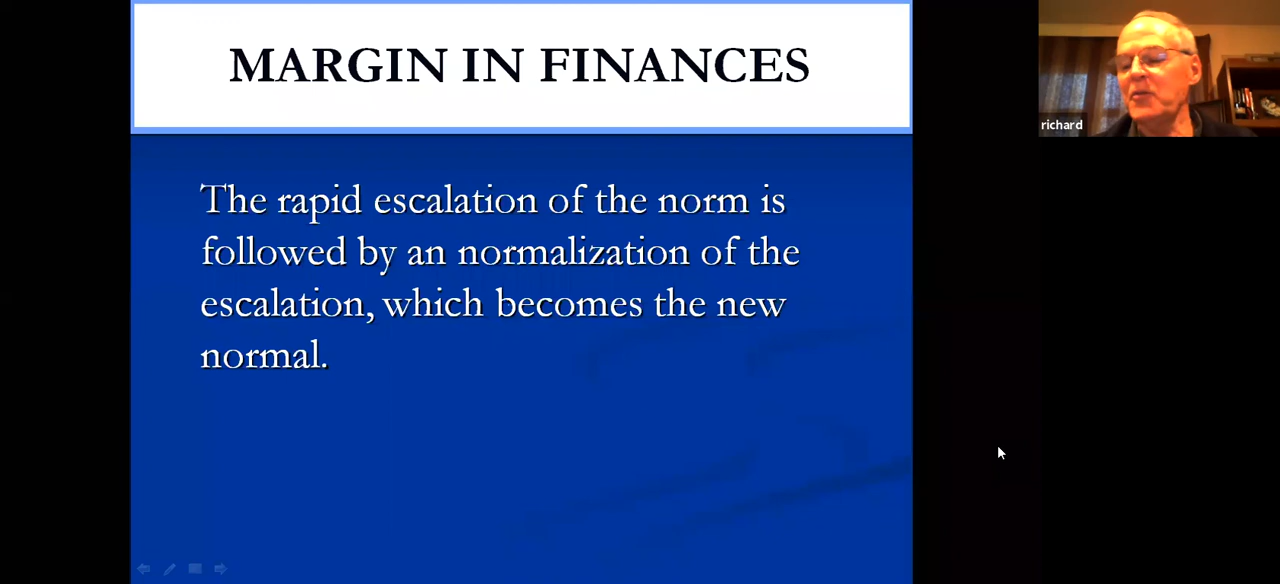 MARGIN IN FINANCES
The rapid escalation of the norm is
followed by an normalization of the
escalation, which becomes the new
normal.
richard